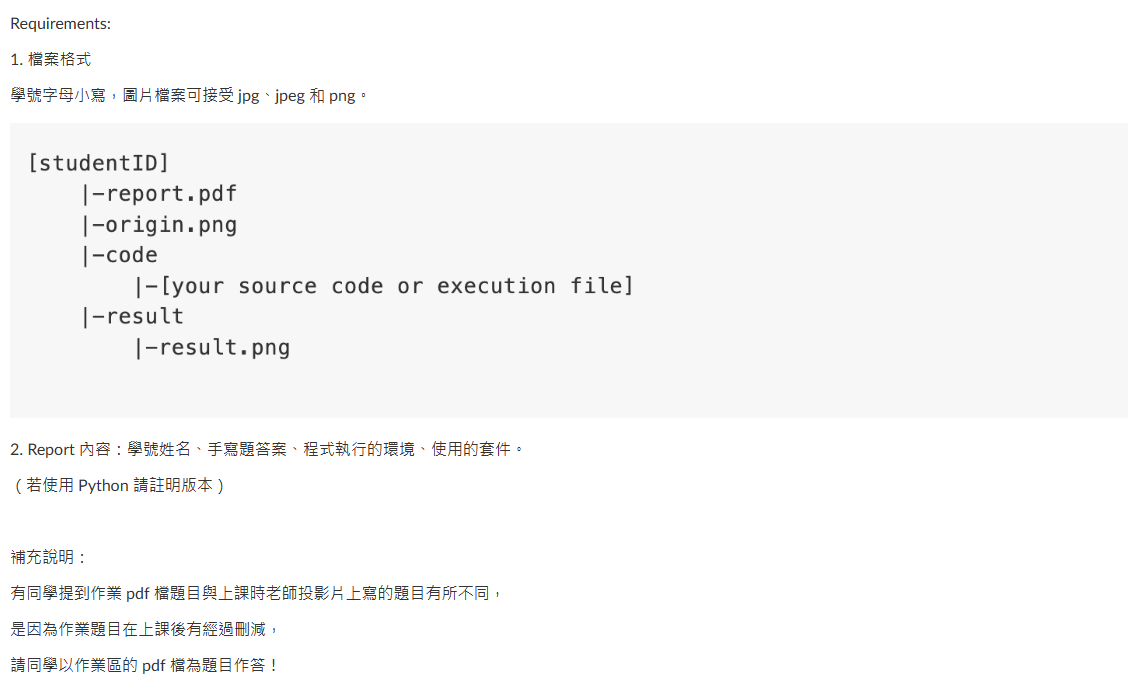 Requirements:
1. 檔案格式
學號字母小寫，圖片檔案可接受 jpg、jpeg 和 png。
[studentID]
    |-report.pdf
    |-origin.png
    |-code
        |-[your source code or execution file]
    |-result
        |-result.png
2. Report 內容：學號姓名、手寫題答案、程式執行的環境、使用的套件。
（若使用 Python 請註明版本）
補充說明：
有同學提到作業 pdf 檔題目與上課時老師投影片上寫的題目有所不同，
是因為作業題目在上課後有經過刪減，
請同學以作業區的 pdf 檔為題目作答！